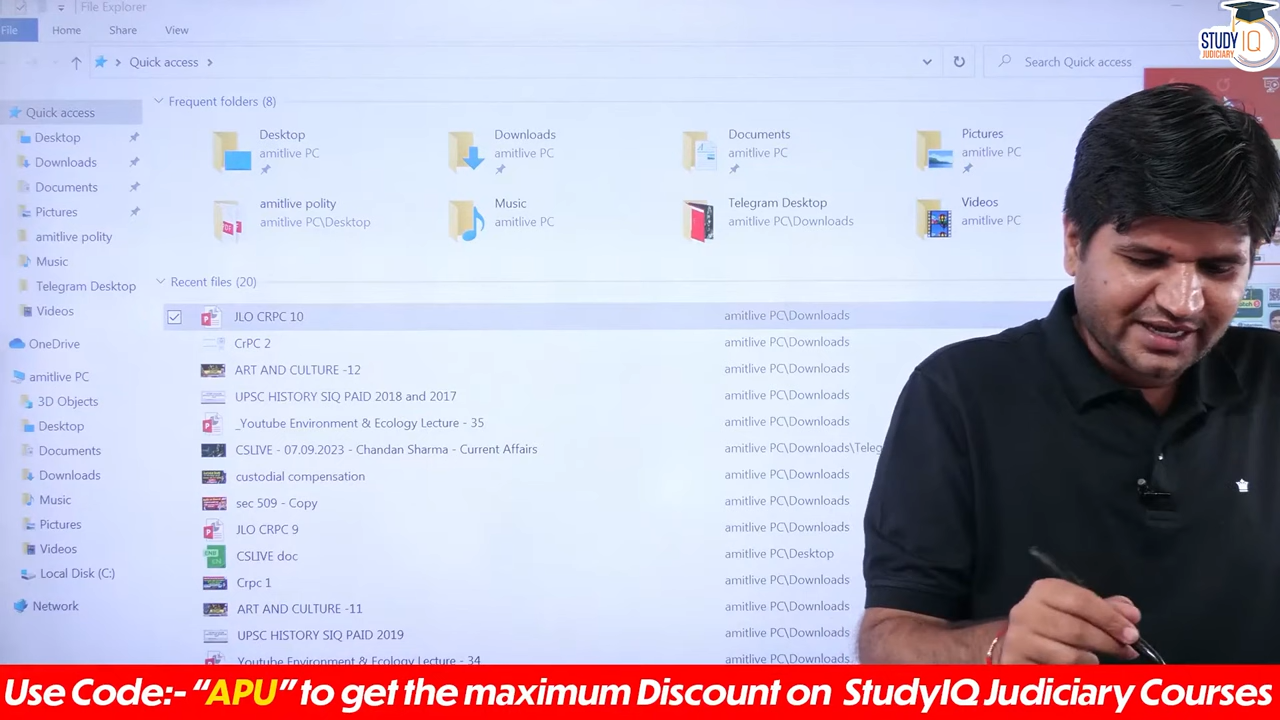 File Explorer
File Home Share View
Quick access
Search Quick access
STUDY IQ
JUDICIARY
Quick access
Desktop
Downloads
Documents
Pictures
amitlive polity
Music
Telegram Desktop
Videos
OneDrive
amitlive PC
3D Objects
Desktop
Documents
Downloads
Music
Pictures
Videos
Local Disk (C:)
Network
Frequent folders (8)
Desktop
amitlive PC
Downloads
amitlive PC
Documents
amitlive PC
Pictures
amitlive PC
amitlive polity
amitlive PC\Desktop
Music
amitlive PC
Telegram Desktop
amitlive PC\Downloads
Videos
amitlive PC
Recent files (20)
JLO CRPC 10 amitlive PC\Downloads
CrPC 2 amitlive PC\Downloads
ART AND CULTURE -12 amitlive PC\Downloads
UPSC HISTORY SIQ PAID 2018 and 2017 amitlive PC\Downloads
_Youtube Environment & Ecology Lecture - 35 amitlive PC\Downloads
CSLIVE - 07.09.2023 - Chandan Sharma - Current Affairs amitlive PC\Downloads\Teleg
custodial compensation amitlive PC\Downloads
sec 509 - Copy amitlive PC\Downloads
JLO CRPC 9 amitlive PC\Downloads
CSLIVE doc amitlive PC\Desktop
Crpc 1 amitlive PC\Downloads
ART AND CULTURE -11 amitlive PC\Downloads
UPSC HISTORY SIQ PAID 2019 amitlive PC\Downloads
Youtube Environment & Ecology Lecture - 34 amitlive PC\Downloads
Use Code:- “APU” to get the maximum Discount on StudyIQ Judiciary Courses